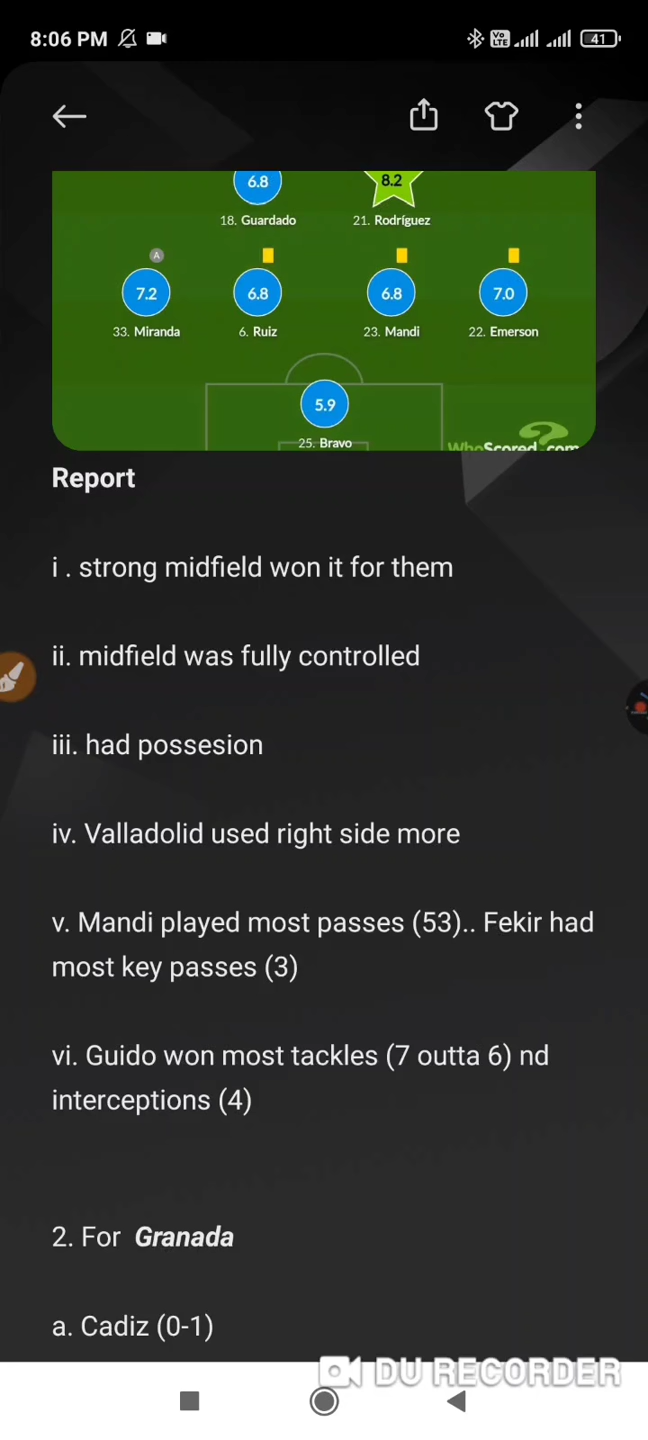 8:06 PM
Vo LTE
41
6.8
8.2
18. Guardado
21. Rodríguez
A
7.2
6.8
6.8
7.0
33. Miranda
6. Ruiz
23. Mandi
22. Emerson
5.9
25. Bravo
WhoScored.com
Report
i . strong midfield won it for them
ii. midfield was fully controlled
iii. had possesion
iv. Valladolid used right side more
v. Mandi played most passes (53).. Fekir had
most key passes (3)
vi. Guido won most tackles (7 outta 6) nd
interceptions (4)
2. For Granada
a. Cadiz (0-1)
DU RECORDER